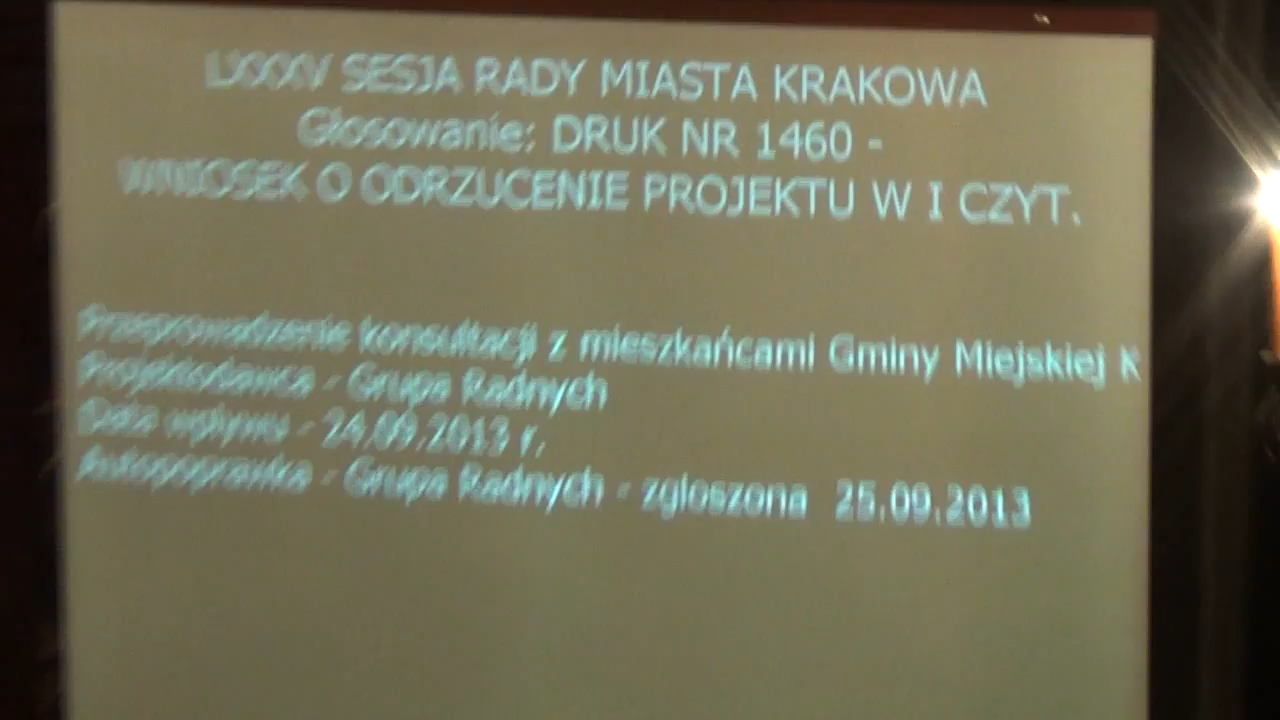 LXXXV SESJA RADY MIASTA KRAKOWA
Głosowanie: DRUK NR 1460 -
WNIOSEK O ODRZUCENIE PROJEKTU W I CZYT.
Przeprowadzenie konsultacji z mieszkańcami Gminy Miejskiej K
Projektodawca - Grupa Radnych
Data wpływu - 24.09.2013 r.
Autopoprawka - Grupa Radnych - zgloszona 25.09.2013